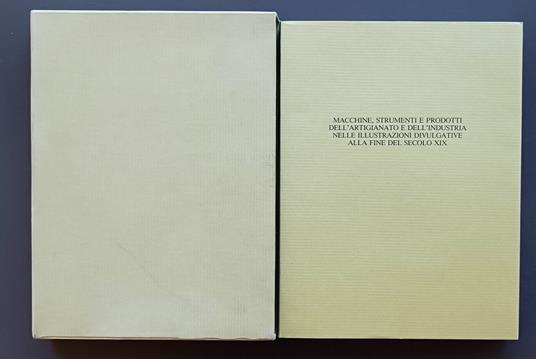 MACCHINE, STRUMENTI E PRODOTTI
DELL'ARTIGIANATO E DELL'INDUSTRIA
NELLE ILLUSTRAZIONI DIVULGATIVE
ALLA FINE DEL SECOLO XIX